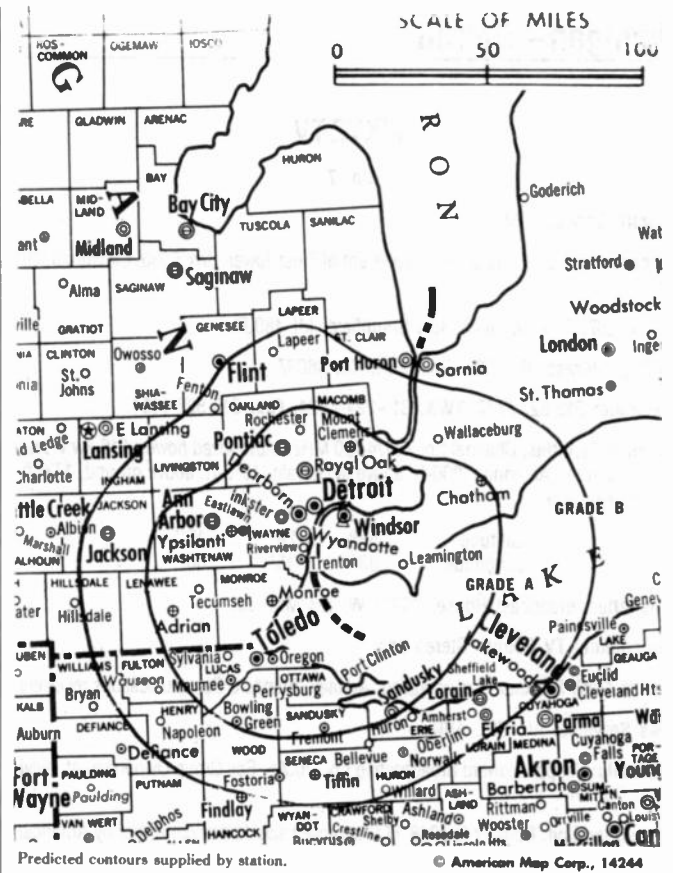 SCALE OF MILES
0 50 100
ROS-
COMMON
OGEMAW
IOSCO
G
GLADWIN
ARENAC
HURON
R
O
N
BAY
MID-
LAND
A
Bay City
Goderich
TUSCOLA
SANILAC
Midland
Stratford
Saginaw
Alma
SAGINAW
Woodstock
LAPEER
GRATIOT
N
GENESEE
Lapeer
ST. CLAIR
London
CLINTON
Owosso
Flint
Port Huron
Sarnia
St.
Johns
SHIA-
WASSEE
Fenton
St. Thomas
OAKLAND
MACOMB
Rochester
Mount
Clemens
E Lansing
Lansing
Pontiac
Wallaceburg
Charlotte
INGHAM
LIVINGSTON
Royal Oak
Dearborn
Detroit
Chatham
GRADE B
JACKSON
Ann
Arbor
Inkster
Eastlawn
Albion
Marshall
Jackson
Ypsilanti
WAYNE
Windsor
Wyandotte
WASHTENAW
Riverview
Trenton
Leamington
E
HILLSDALE
LENAWEE
MONROE
GRADE A
K
Tecumseh
Monroe
Hillsdale
Adrian
L
A
Painesville
LAKE
Toledo
Cleveland
Lakewood
GEAUGA
WILLIAMS
FULTON
Sylvania
LUCAS
Oregon
Port Clinton
Sheffield
Lake
Euclid
Cleveland Hts
Wauseon
Maumee
OTTAWA
Sandusky
Lorain
CUYAHOGA
Bryan
Perrysburg
HENRY
Bowling
Green
SANDUSKY
Huron
Amherst
Elyria
Parma
DEFIANCE
Napoleon
ERIE
Auburn
Fremont
Oberlin
LORAIN
MEDINA
Cuyahoga
Falls
POR-
TAGE
Defiance
WOOD
SENECA
Bellevue
Norwalk
Akron
Fort
Wayne
PAULDING
Paulding
PUTNAM
Fostoria
Tiffin
HURON
Willard
ASH-
LAND
Barberton
Findlay
CRAWFORD
Shelby
Ashland
Rittman
Canton
VAN WERT
Delphos
HANCOCK
WYAN-
DOT
Bucyrus
Crestline
Rosedale
Wooster
Orrville
Predicted contours supplied by station.
© American Map Corp., 14244